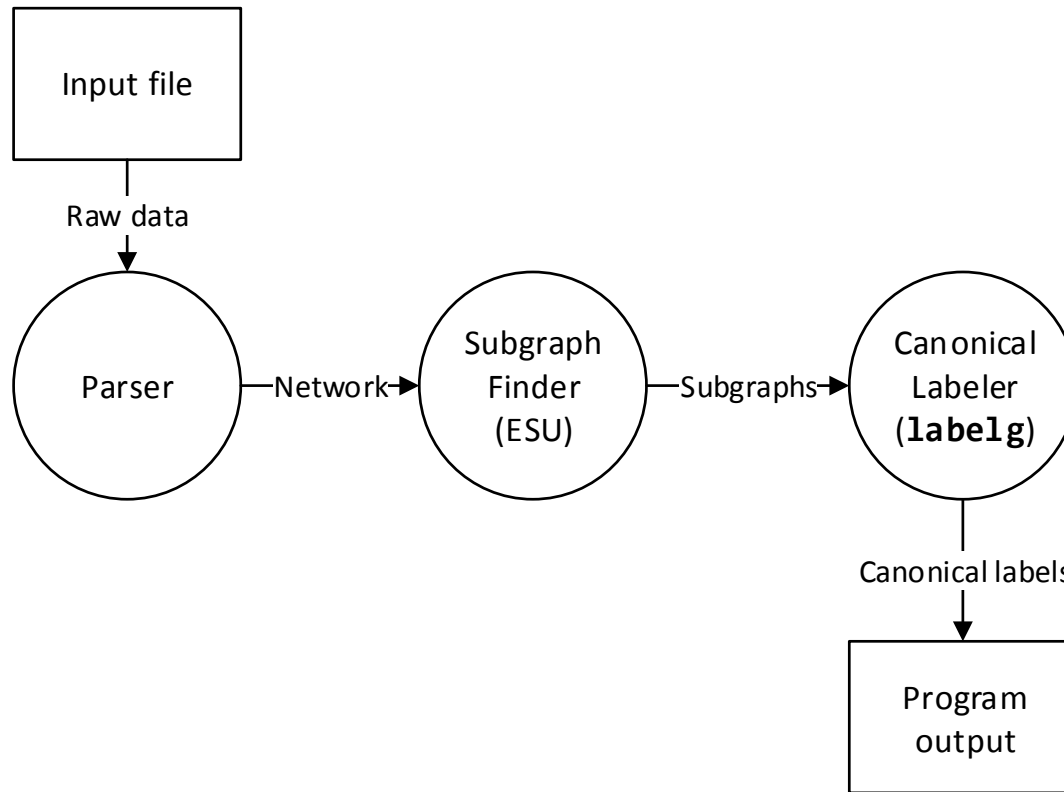 Input file
Raw data
Parser
Network
Subgraph
Finder
(ESU)
Subgraphs
Canonical
Labeler
(labelg)
Canonical labels
Program
output